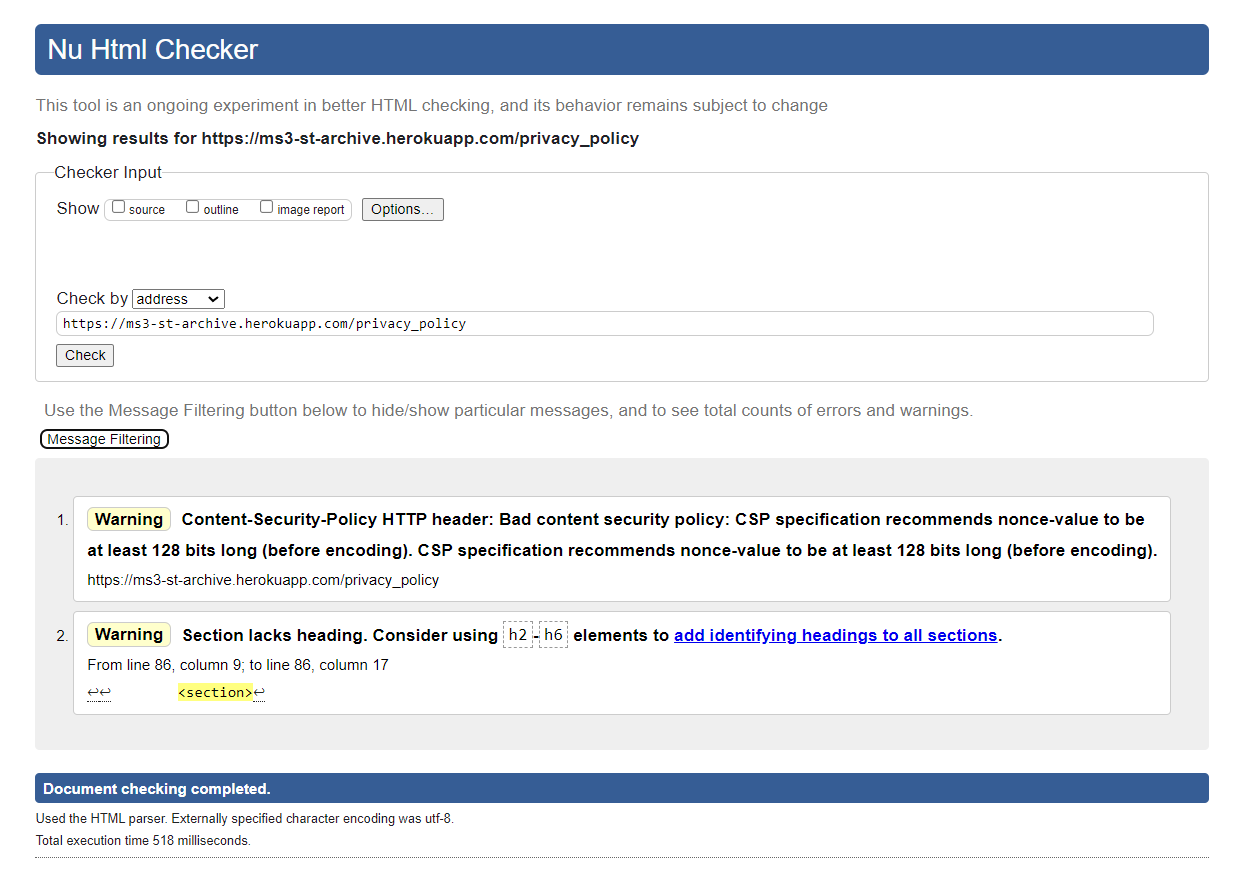 Nu Html Checker
This tool is an ongoing experiment in better HTML checking, and its behavior remains subject to change
Showing results for https://ms3-st-archive.herokuapp.com/privacy_policy
Checker Input
Show source outline image report Options...
Check by address
https://ms3-st-archive.herokuapp.com/privacy_policy
Check
Use the Message Filtering button below to hide/show particular messages, and to see total counts of errors and warnings.
Message Filtering
1. Warning Content-Security-Policy HTTP header: Bad content security policy: CSP specification recommends nonce-value to be
at least 128 bits long (before encoding). CSP specification recommends nonce-value to be at least 128 bits long (before encoding).
https://ms3-st-archive.herokuapp.com/privacy_policy
2. Warning Section lacks heading. Consider using h2-h6 elements to add identifying headings to all sections.
From line 86, column 9; to line 86, column 17
↩↩ <section>↩
Document checking completed.
Used the HTML parser. Externally specified character encoding was utf-8.
Total execution time 518 milliseconds.